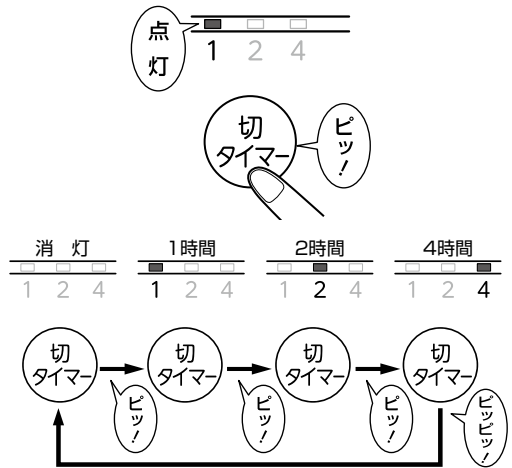 点灯
1 2 4
切
タイマー
ピッ!
消 灯 1時間 2時間 4時間
1 2 4 1 2 4 1 2 4 1 2 4
切 切 切 切
タイマー タイマー タイマー タイマー
ピッ! ピッ! ピッ! ピッピッ!